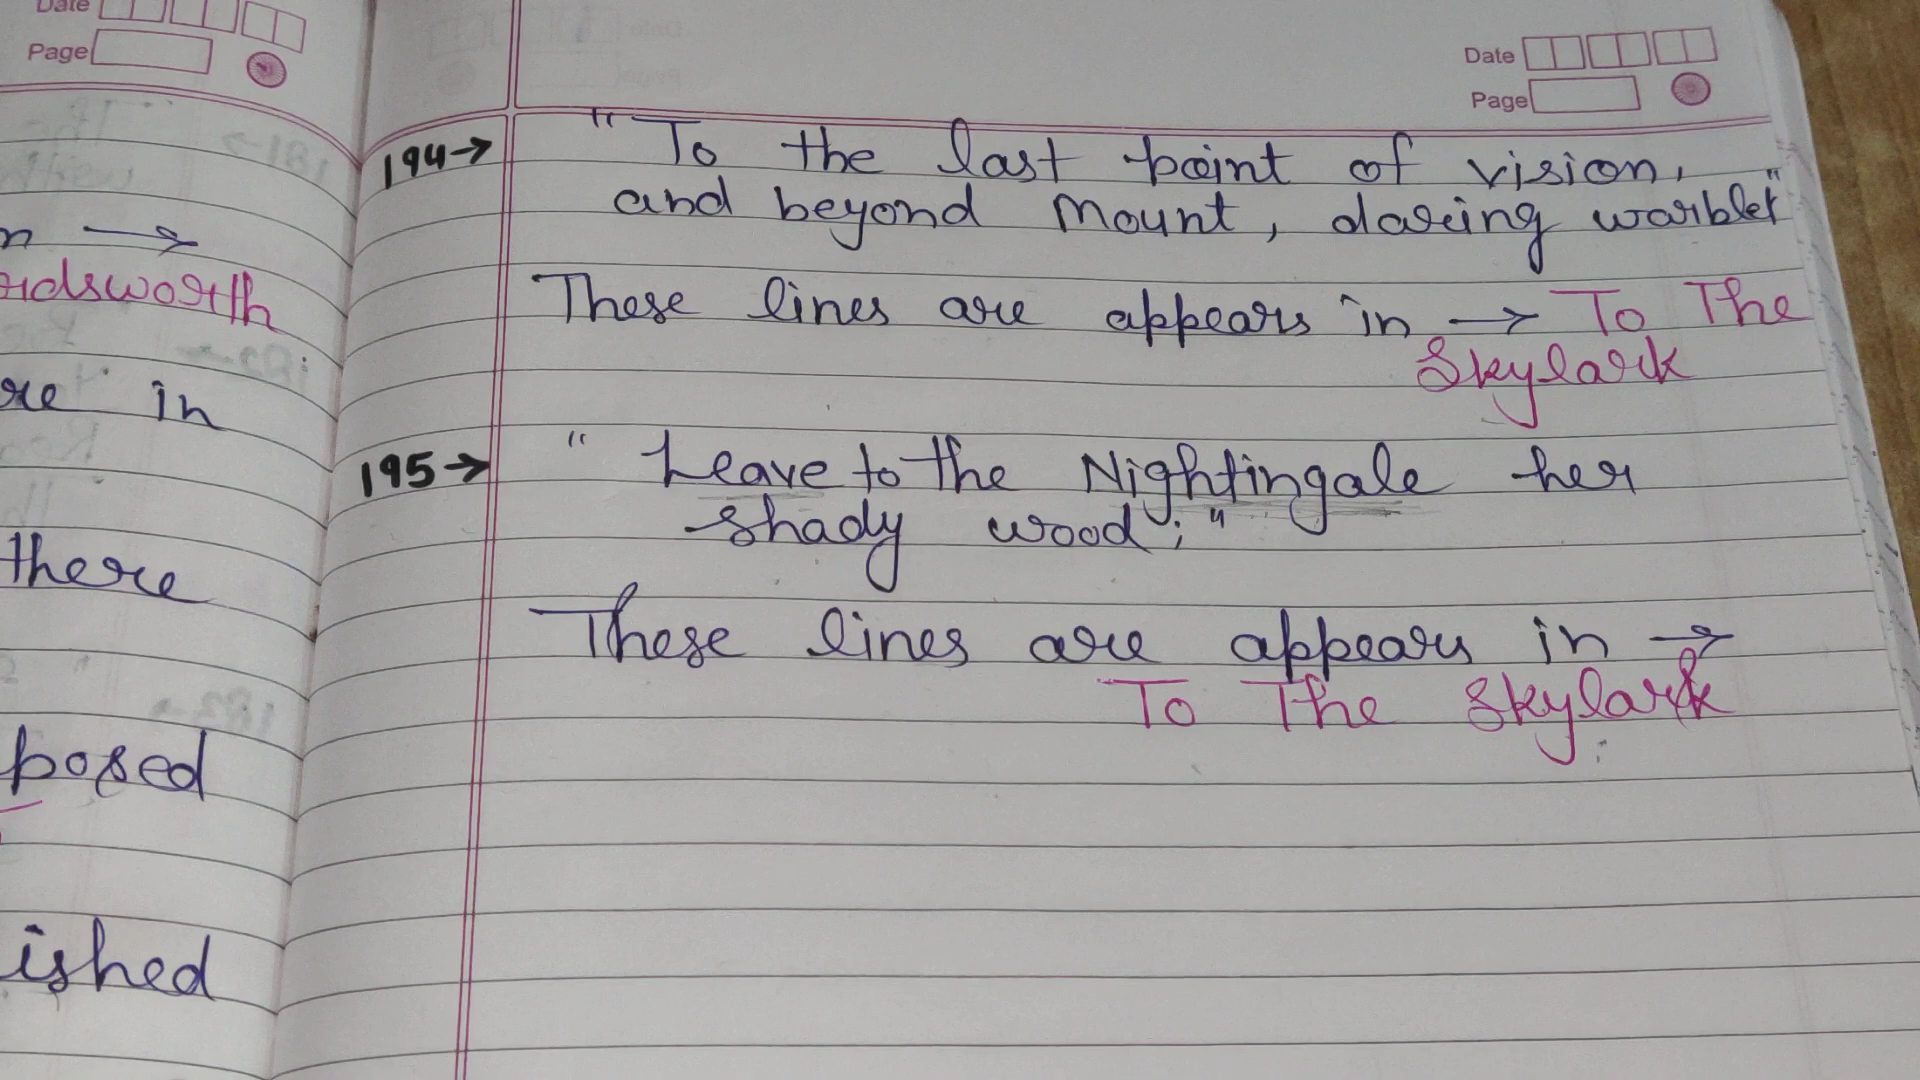 Date
Page
n →
rdsworth
re in
there
posed
ished
Date
Page
194→ "To the last point of vision,
and beyond Mount, daring warbler"
These lines are appears in → To The
Skylark
195→ "Leave to the Nightingale her
shady wood;"
These lines are appears in →
To The Skylark